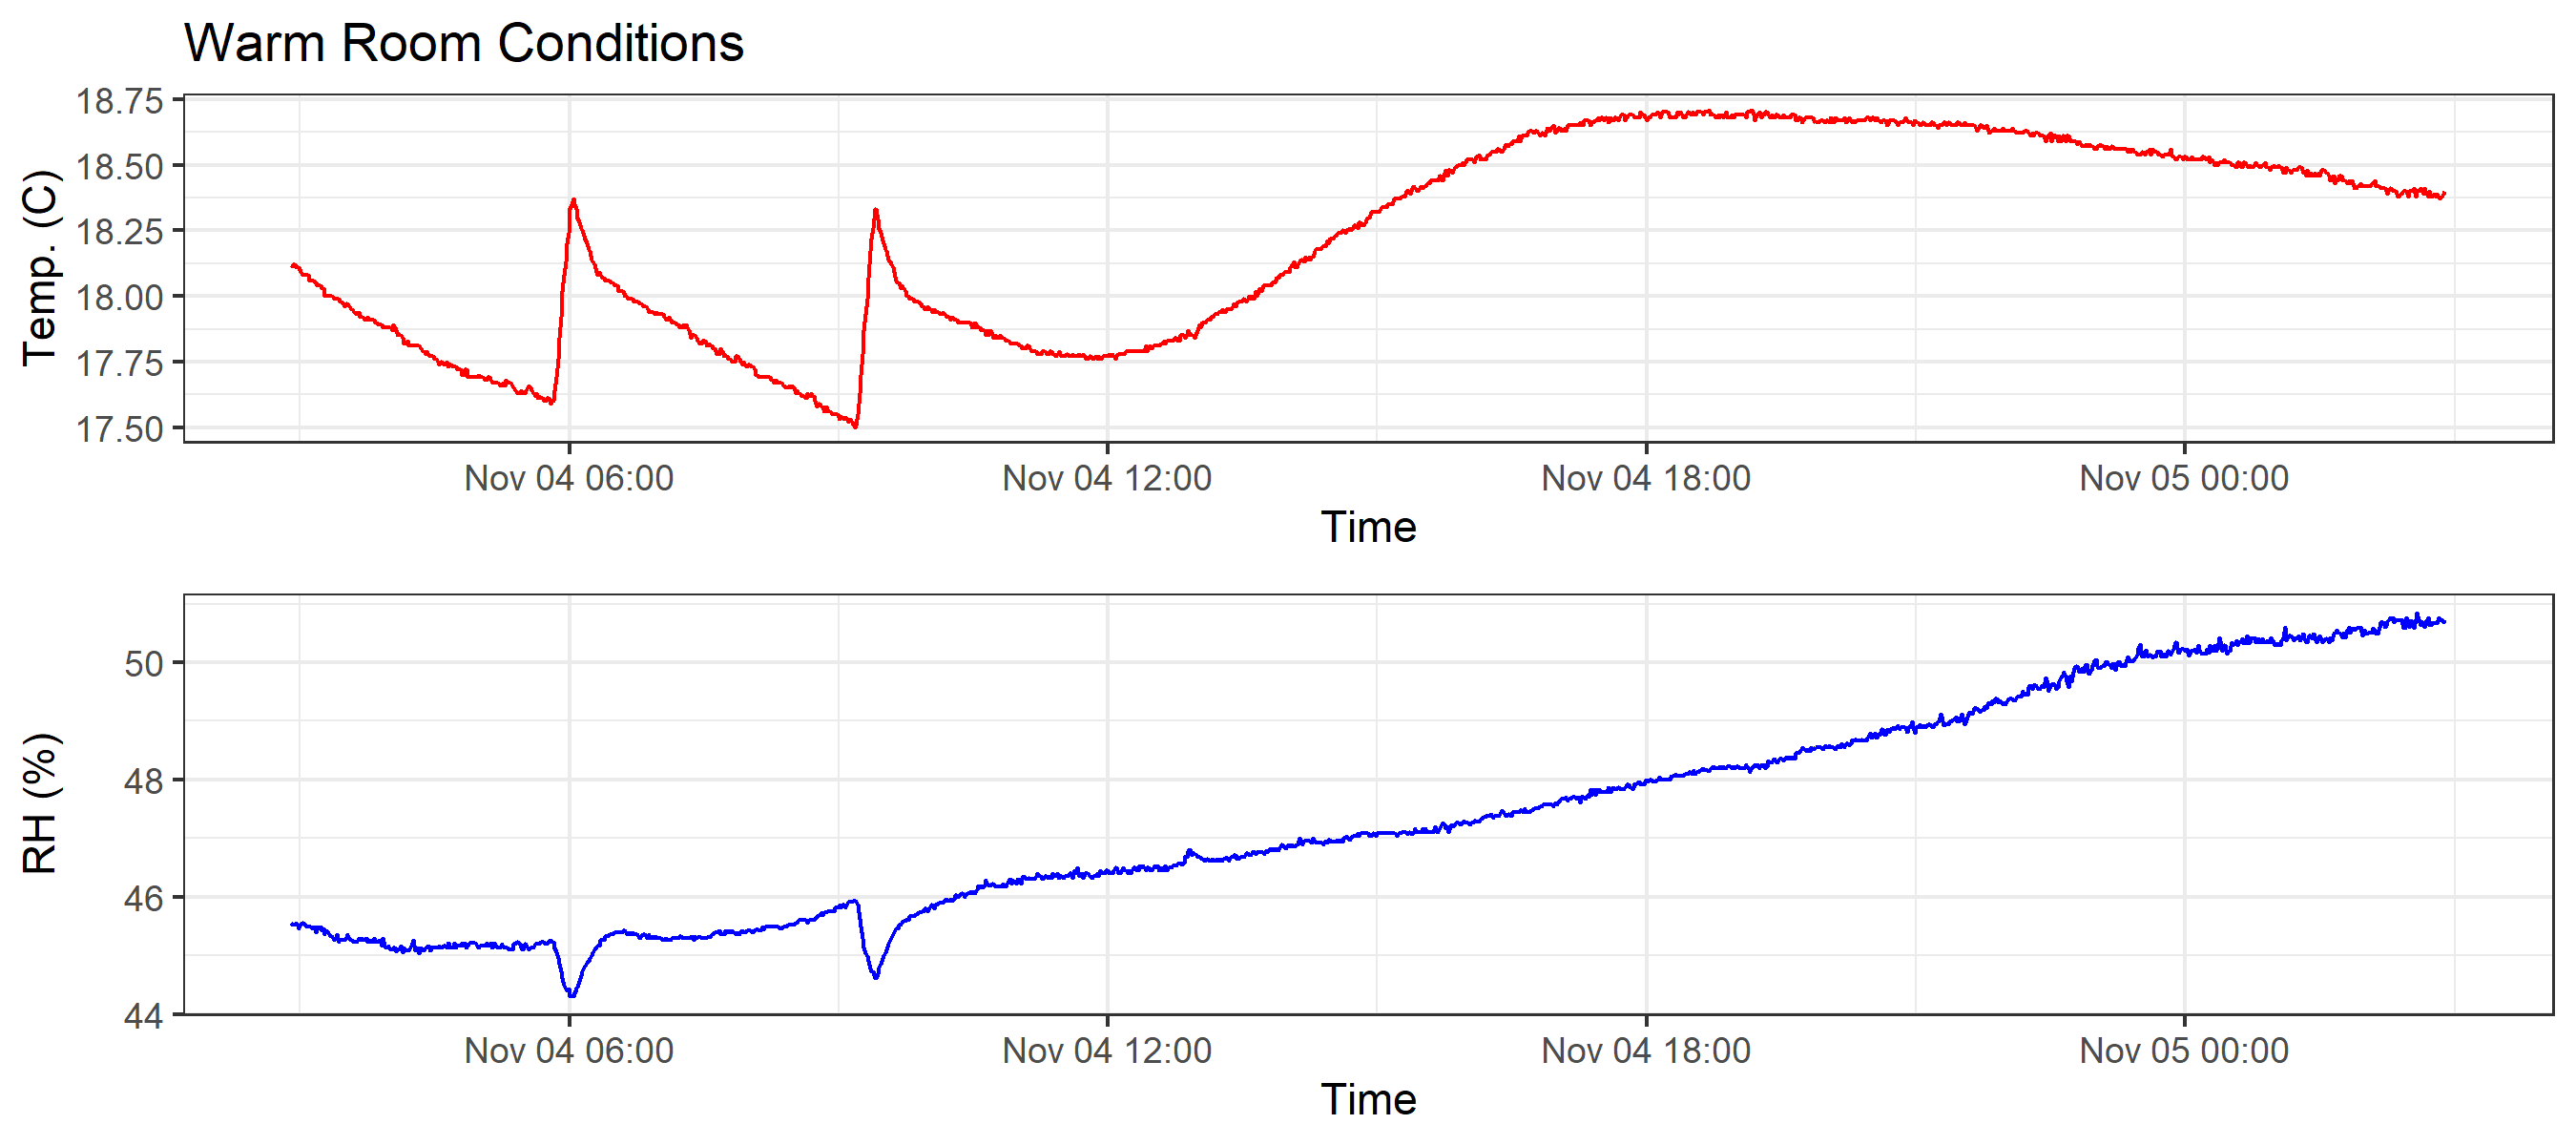 Warm Room Conditions
Temp. (C)
18.75
18.50
18.25
18.00
17.75
17.50
Nov 04 06:00 Nov 04 12:00 Nov 04 18:00 Nov 05 00:00
Time
RH (%)
50
48
46
44
Nov 04 06:00 Nov 04 12:00 Nov 04 18:00 Nov 05 00:00
Time